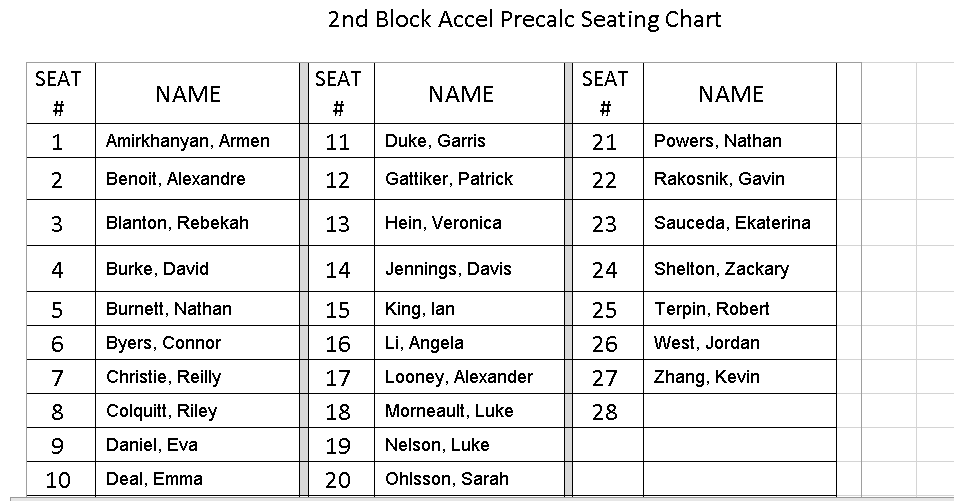 2nd Block Accel Precalc Seating Chart
SEAT # NAME SEAT # NAME SEAT # NAME
1 Amirkhanyan, Armen 11 Duke, Garris 21 Powers, Nathan
2 Benoit, Alexandre 12 Gattiker, Patrick 22 Rakosnik, Gavin
3 Blanton, Rebekah 13 Hein, Veronica 23 Sauceda, Ekaterina
4 Burke, David 14 Jennings, Davis 24 Shelton, Zackary
5 Burnett, Nathan 15 King, Ian 25 Terpin, Robert
6 Byers, Connor 16 Li, Angela 26 West, Jordan
7 Christie, Reilly 17 Looney, Alexander 27 Zhang, Kevin
8 Colquitt, Riley 18 Morneault, Luke 28
9 Daniel, Eva 19 Nelson, Luke
10 Deal, Emma 20 Ohlsson, Sarah